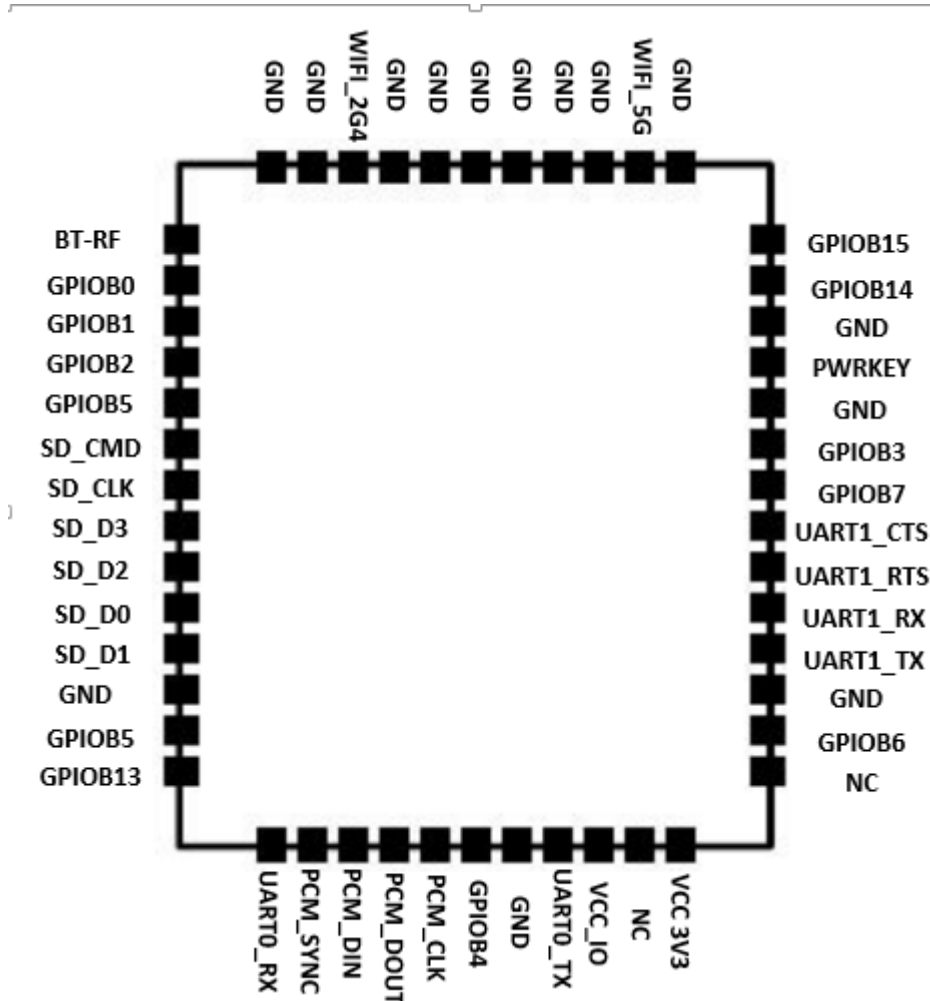 GND
GND
WIFI_2G4
GND
GND
GND
GND
GND
GND
WIFI_5G
GND
BT-RF
GPIOB0
GPIOB1
GPIOB2
GPIOB5
SD_CMD
SD_CLK
SD_D3
SD_D2
SD_D0
SD_D1
GND
GPIOB5
GPIOB13
GPIOB15
GPIOB14
GND
PWRKEY
GND
GPIOB3
GPIOB7
UART1_CTS
UART1_RTS
UART1_RX
UART1_TX
GND
GPIOB6
NC
UART0_RX
PCM_SYNC
PCM_DIN
PCM_DOUT
PCM_CLK
GPIOB4
GND
UART0_TX
VCC_IO
NC
VCC 3V3